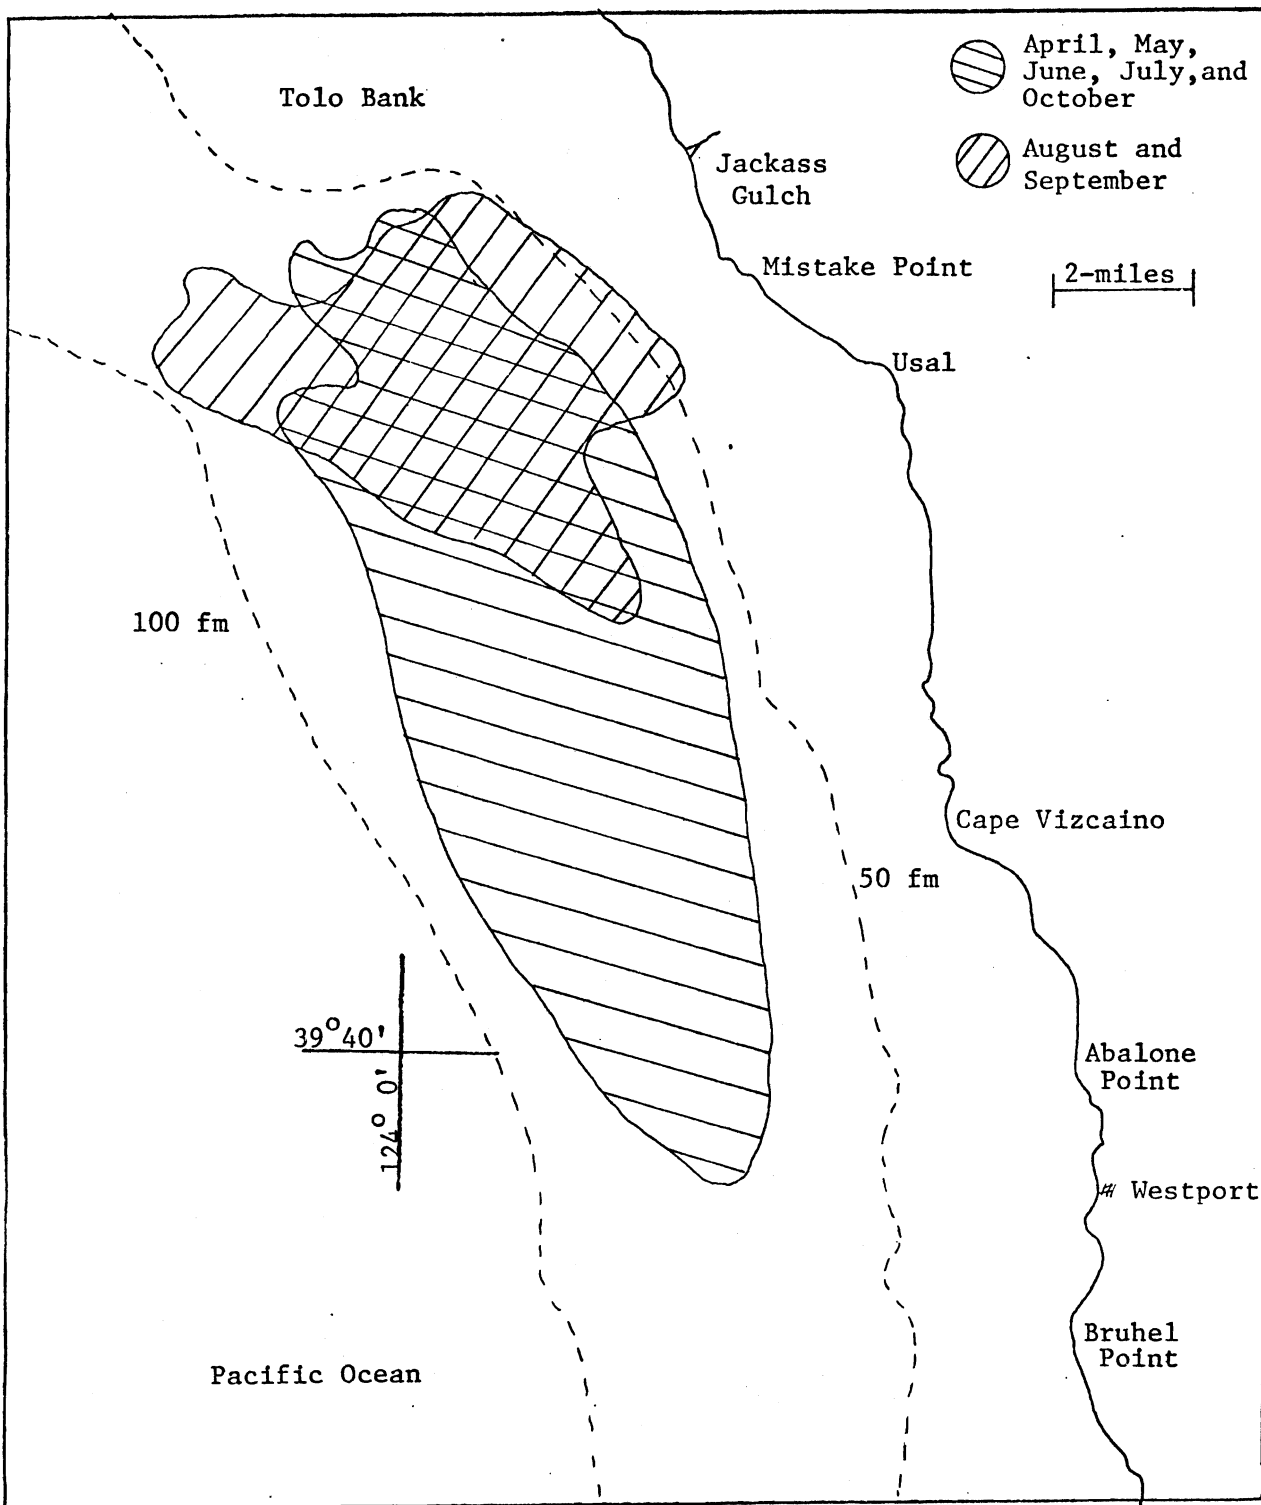 April, May,
June, July,and
October
August and
September
Tolo Bank
Jackass
Gulch
Mistake Point
2-miles
Usal
100 fm
Cape Vizcaino
50 fm
39°40'
124° 0'
Abalone
Point
Westport
Bruhel
Point
Pacific Ocean